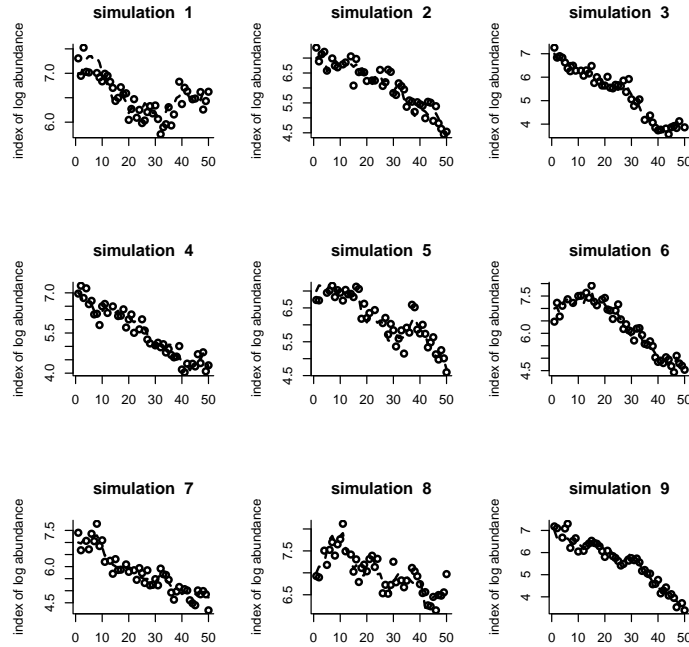 simulation 1
simulation 2
simulation 3
index of log abundance
6.0
7.0
0 10 20 30 40 50
index of log abundance
4.5
5.5
6.5
0 10 20 30 40 50
index of log abundance
4
5
6
7
0 10 20 30 40 50
simulation 4
simulation 5
simulation 6
index of log abundance
4.0
5.5
7.0
0 10 20 30 40 50
index of log abundance
4.5
5.5
6.5
0 10 20 30 40 50
index of log abundance
4.5
6.0
7.5
0 10 20 30 40 50
simulation 7
simulation 8
simulation 9
index of log abundance
4.5
6.0
7.5
0 10 20 30 40 50
index of log abundance
6.5
7.5
0 10 20 30 40 50
index of log abundance
4
5
6
7
0 10 20 30 40 50